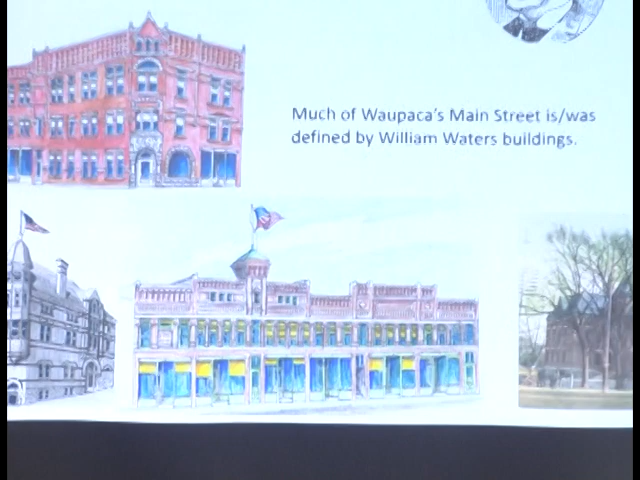 Much of Waupaca's Main Street is/was
defined by William Waters buildings.